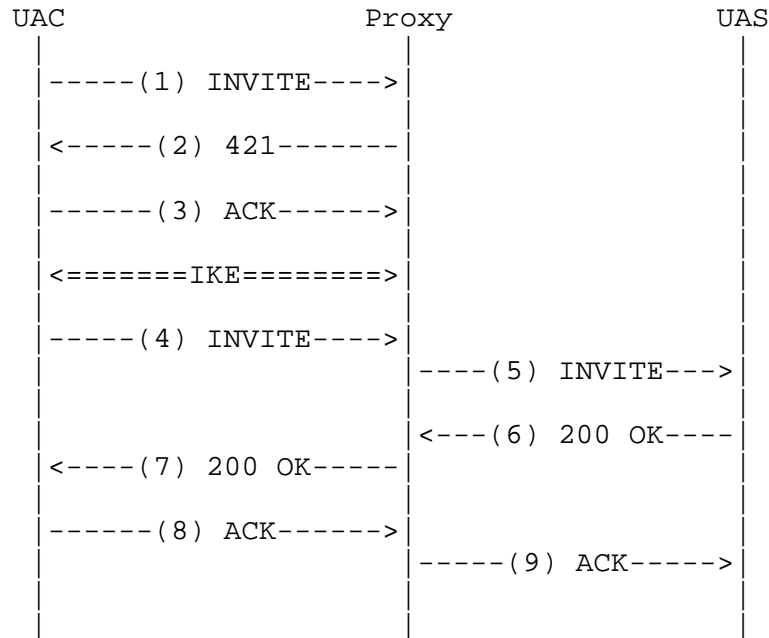 UAC Proxy UAS
-----(1) INVITE---->
<-----(2) 421-------
------(3) ACK------>
<=======IKE========>
-----(4) INVITE---->
----(5) INVITE--->
<---(6) 200 OK----
<----(7) 200 OK-----
------(8) ACK------>
-----(9) ACK----->